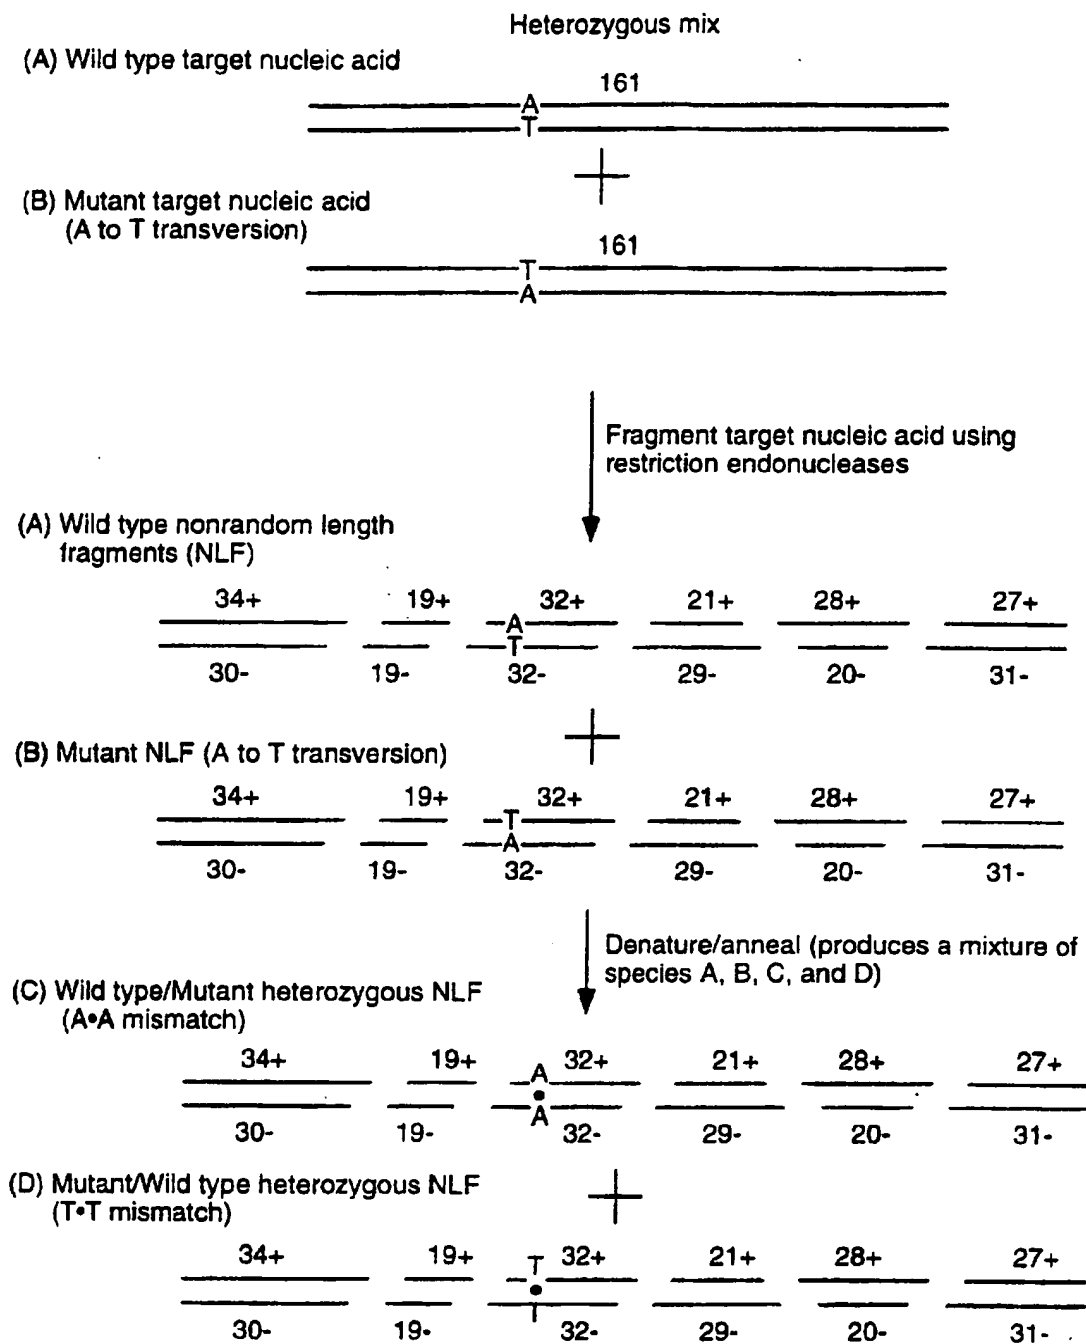 Heterozygous mix
(A) Wild type target nucleic acid
161
A
T
(B) Mutant target nucleic acid
(A to T transversion)
161
T
A
Fragment target nucleic acid using
restriction endonucleases
(A) Wild type nonrandom length
fragments (NLF)
34+ 19+ 32+ 21+ 28+ 27+
A
T
30- 19- 32- 29- 20- 31-
(B) Mutant NLF (A to T transversion)
34+ 19+ 32+ 21+ 28+ 27+
T
A
30- 19- 32- 29- 20- 31-
Denature/anneal (produces a mixture of
species A, B, C, and D)
(C) Wild type/Mutant heterozygous NLF
(A•A mismatch)
34+ 19+ 32+ 21+ 28+ 27+
A
•
A
30- 19- 32- 29- 20- 31-
(D) Mutant/Wild type heterozygous NLF
(T•T mismatch)
34+ 19+ 32+ 21+ 28+ 27+
T
•
T
30- 19- 32- 29- 20- 31-